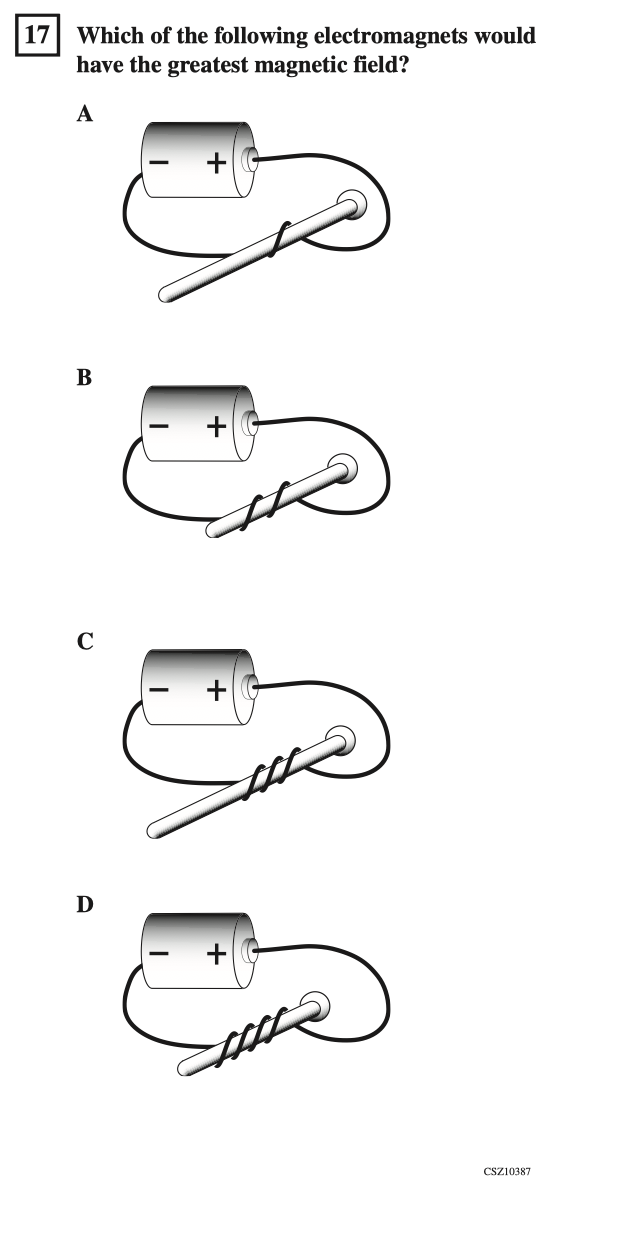 17 Which of the following electromagnets would
have the greatest magnetic field?
A
− +
B
− +
C
− +
D
− +
CSZ10387